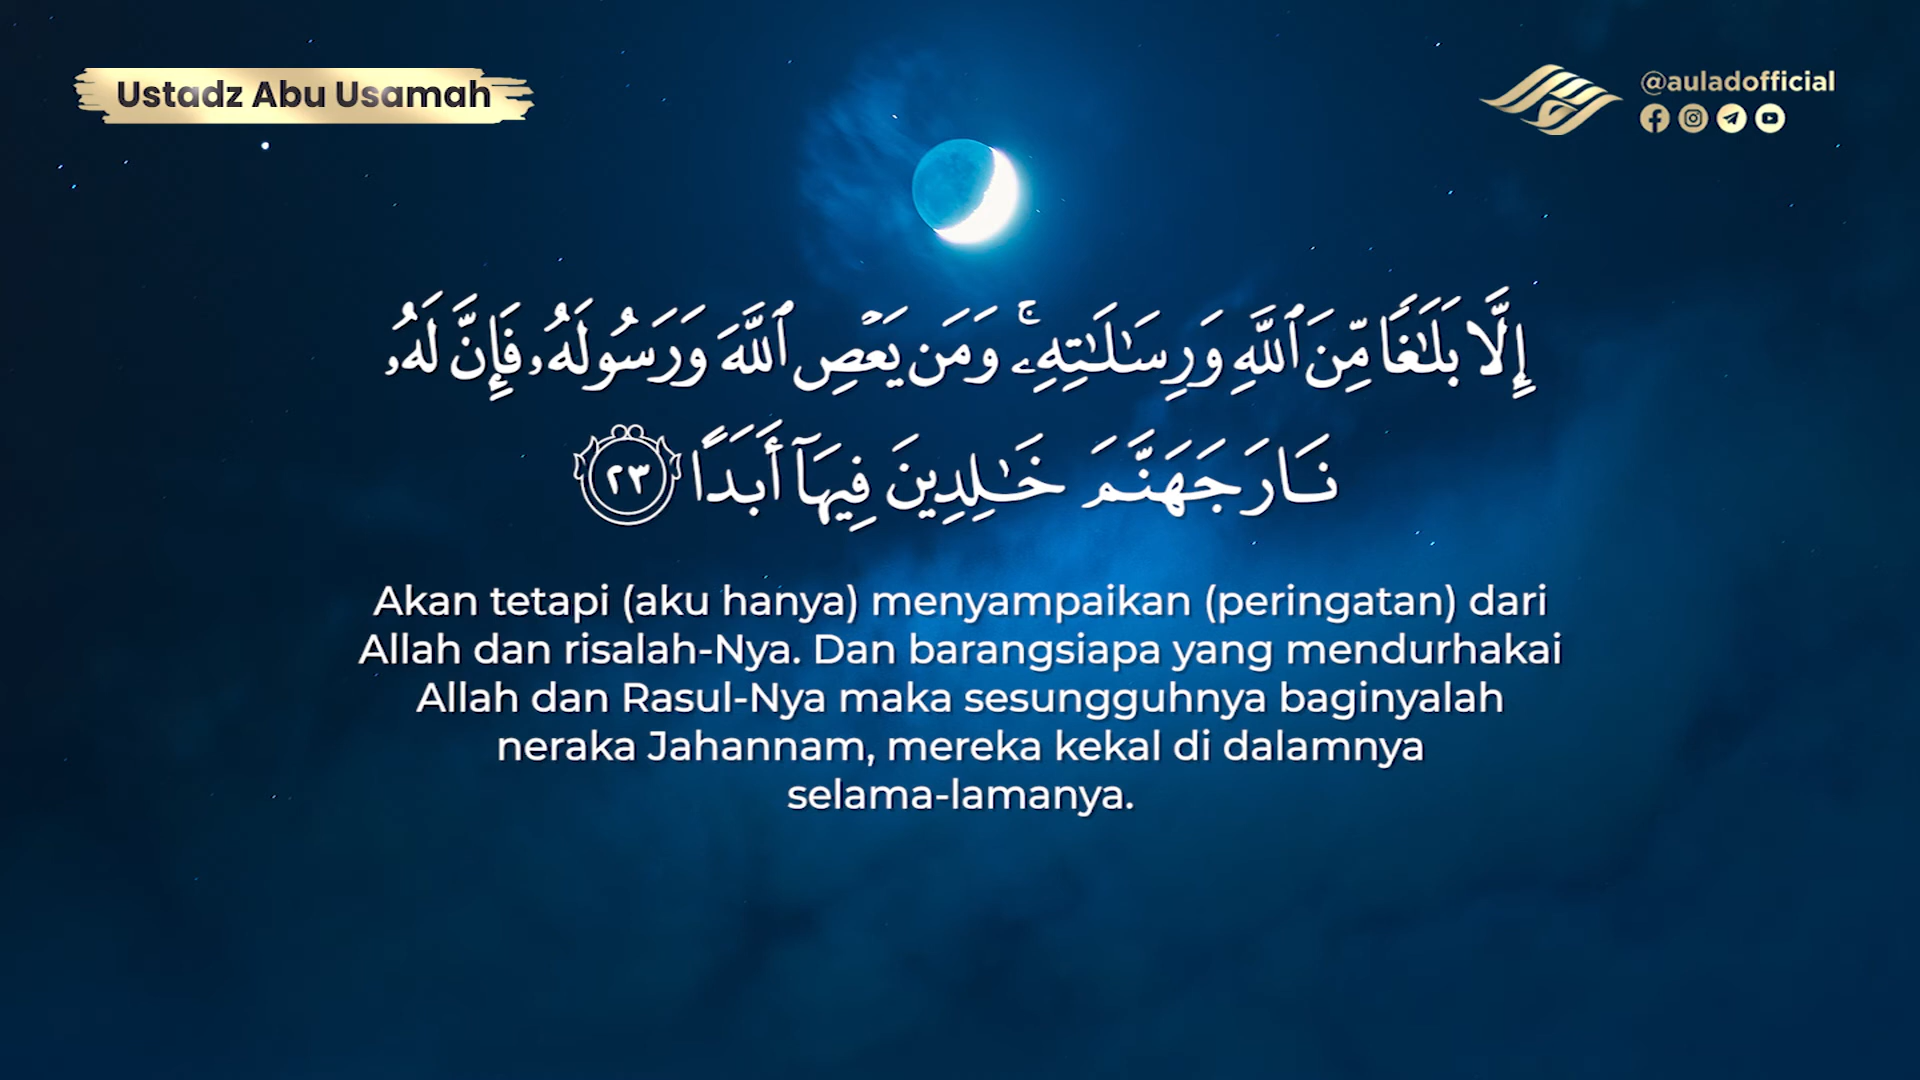 Ustadz Abu Usamah
@auladofficial
إِلَّا بَلَـٰغًا مِّنَ ٱللَّهِ وَرِسَـٰلَـٰتِهِۦۚ وَمَن يَعْصِ ٱللَّهَ وَرَسُولَهُۥ فَإِنَّ لَهُۥ
نَارَ جَهَنَّمَ خَـٰلِدِينَ فِيهَآ أَبَدًا ٢٣
Akan tetapi (aku hanya) menyampaikan (peringatan) dari
Allah dan risalah-Nya. Dan barangsiapa yang mendurhakai
Allah dan Rasul-Nya maka sesungguhnya baginyalah
neraka Jahannam, mereka kekal di dalamnya
selama-lamanya.